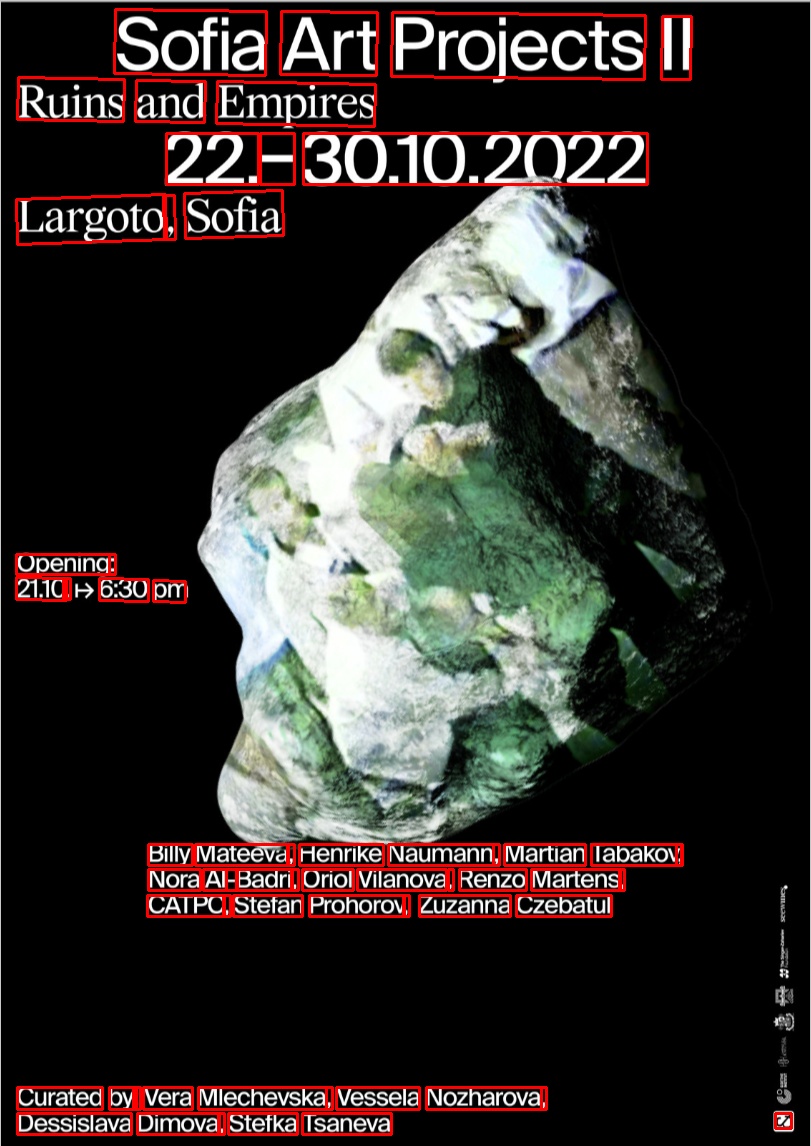 Sofia Art Projects II
Ruins and Empires
22.–30.10.2022
Largoto, Sofia
Opening:
21.10 ↦ 6:30 pm
Billy Mateeva, Henrike Naumann, Martian Tabakov,
Nora Al-Badri, Oriol Vilanova, Renzo Martens,
CATPC, Stefan Prohorov, Zuzanna Czebatul
Curated by Vera Mlechevska, Vessela Nozharova,
Dessislava Dimova, Stefka Tsaneva